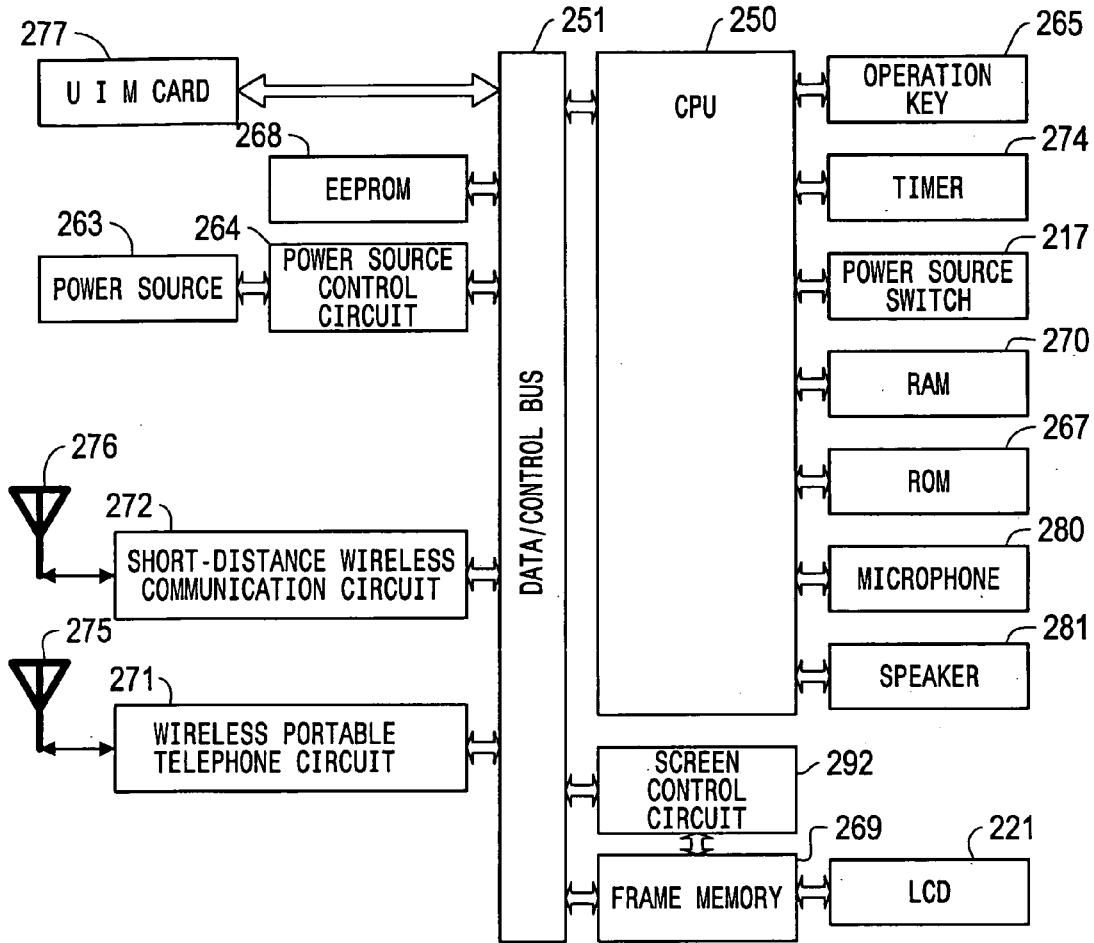 277
U I M CARD
268
EEPROM
263
POWER SOURCE
264
POWER SOURCE
CONTROL
CIRCUIT
276
272
SHORT-DISTANCE WIRELESS
COMMUNICATION CIRCUIT
275
271
WIRELESS PORTABLE
TELEPHONE CIRCUIT
251
DATA/CONTROL BUS
250
CPU
265
OPERATION
KEY
274
TIMER
217
POWER SOURCE
SWITCH
270
RAM
267
ROM
280
MICROPHONE
281
SPEAKER
292
SCREEN
CONTROL
CIRCUIT
269
FRAME MEMORY
221
LCD